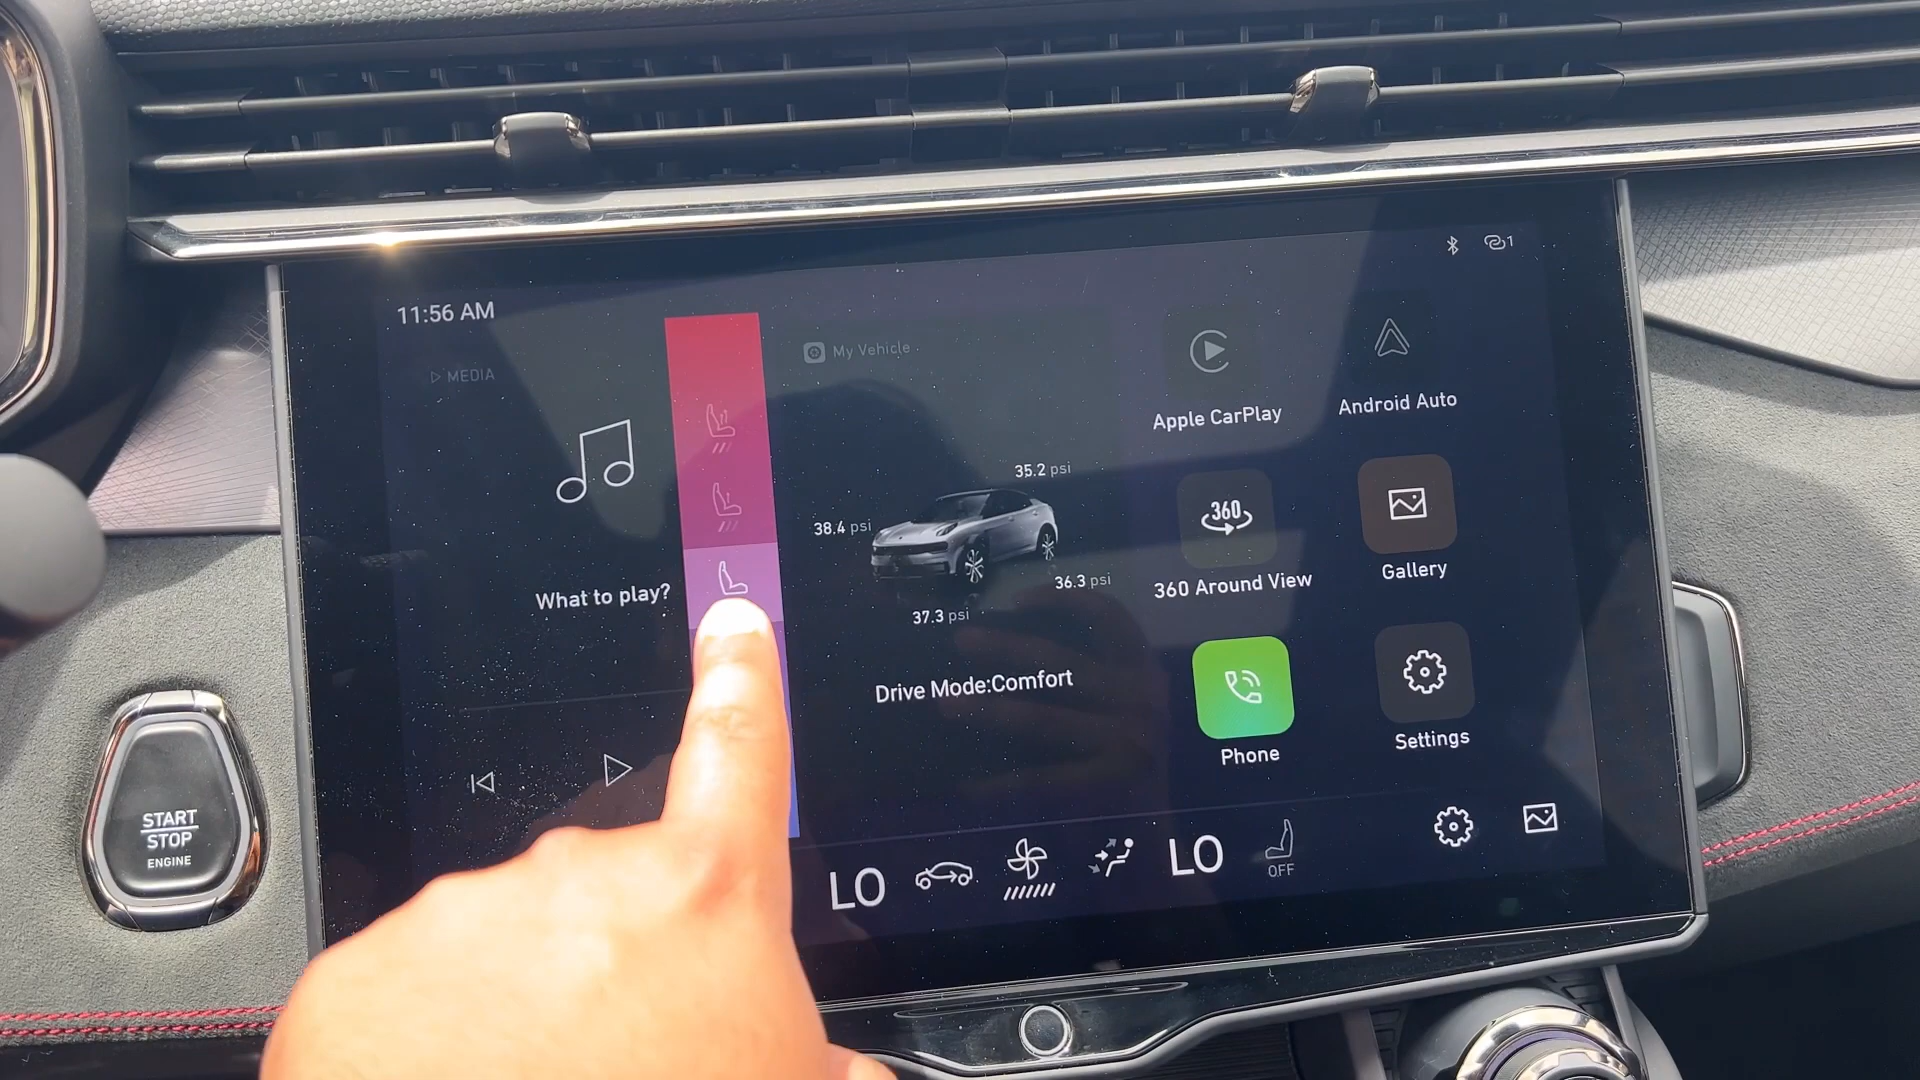 1
11:56 AM
MEDIA
My Vehicle
Apple CarPlay
Android Auto
35.2 psi
38.4 psi
36.3 psi
37.3 psi
What to play?
360
360 Around View
Gallery
Drive Mode:Comfort
Phone
Settings
START
STOP
ENGINE
LO
LO
OFF